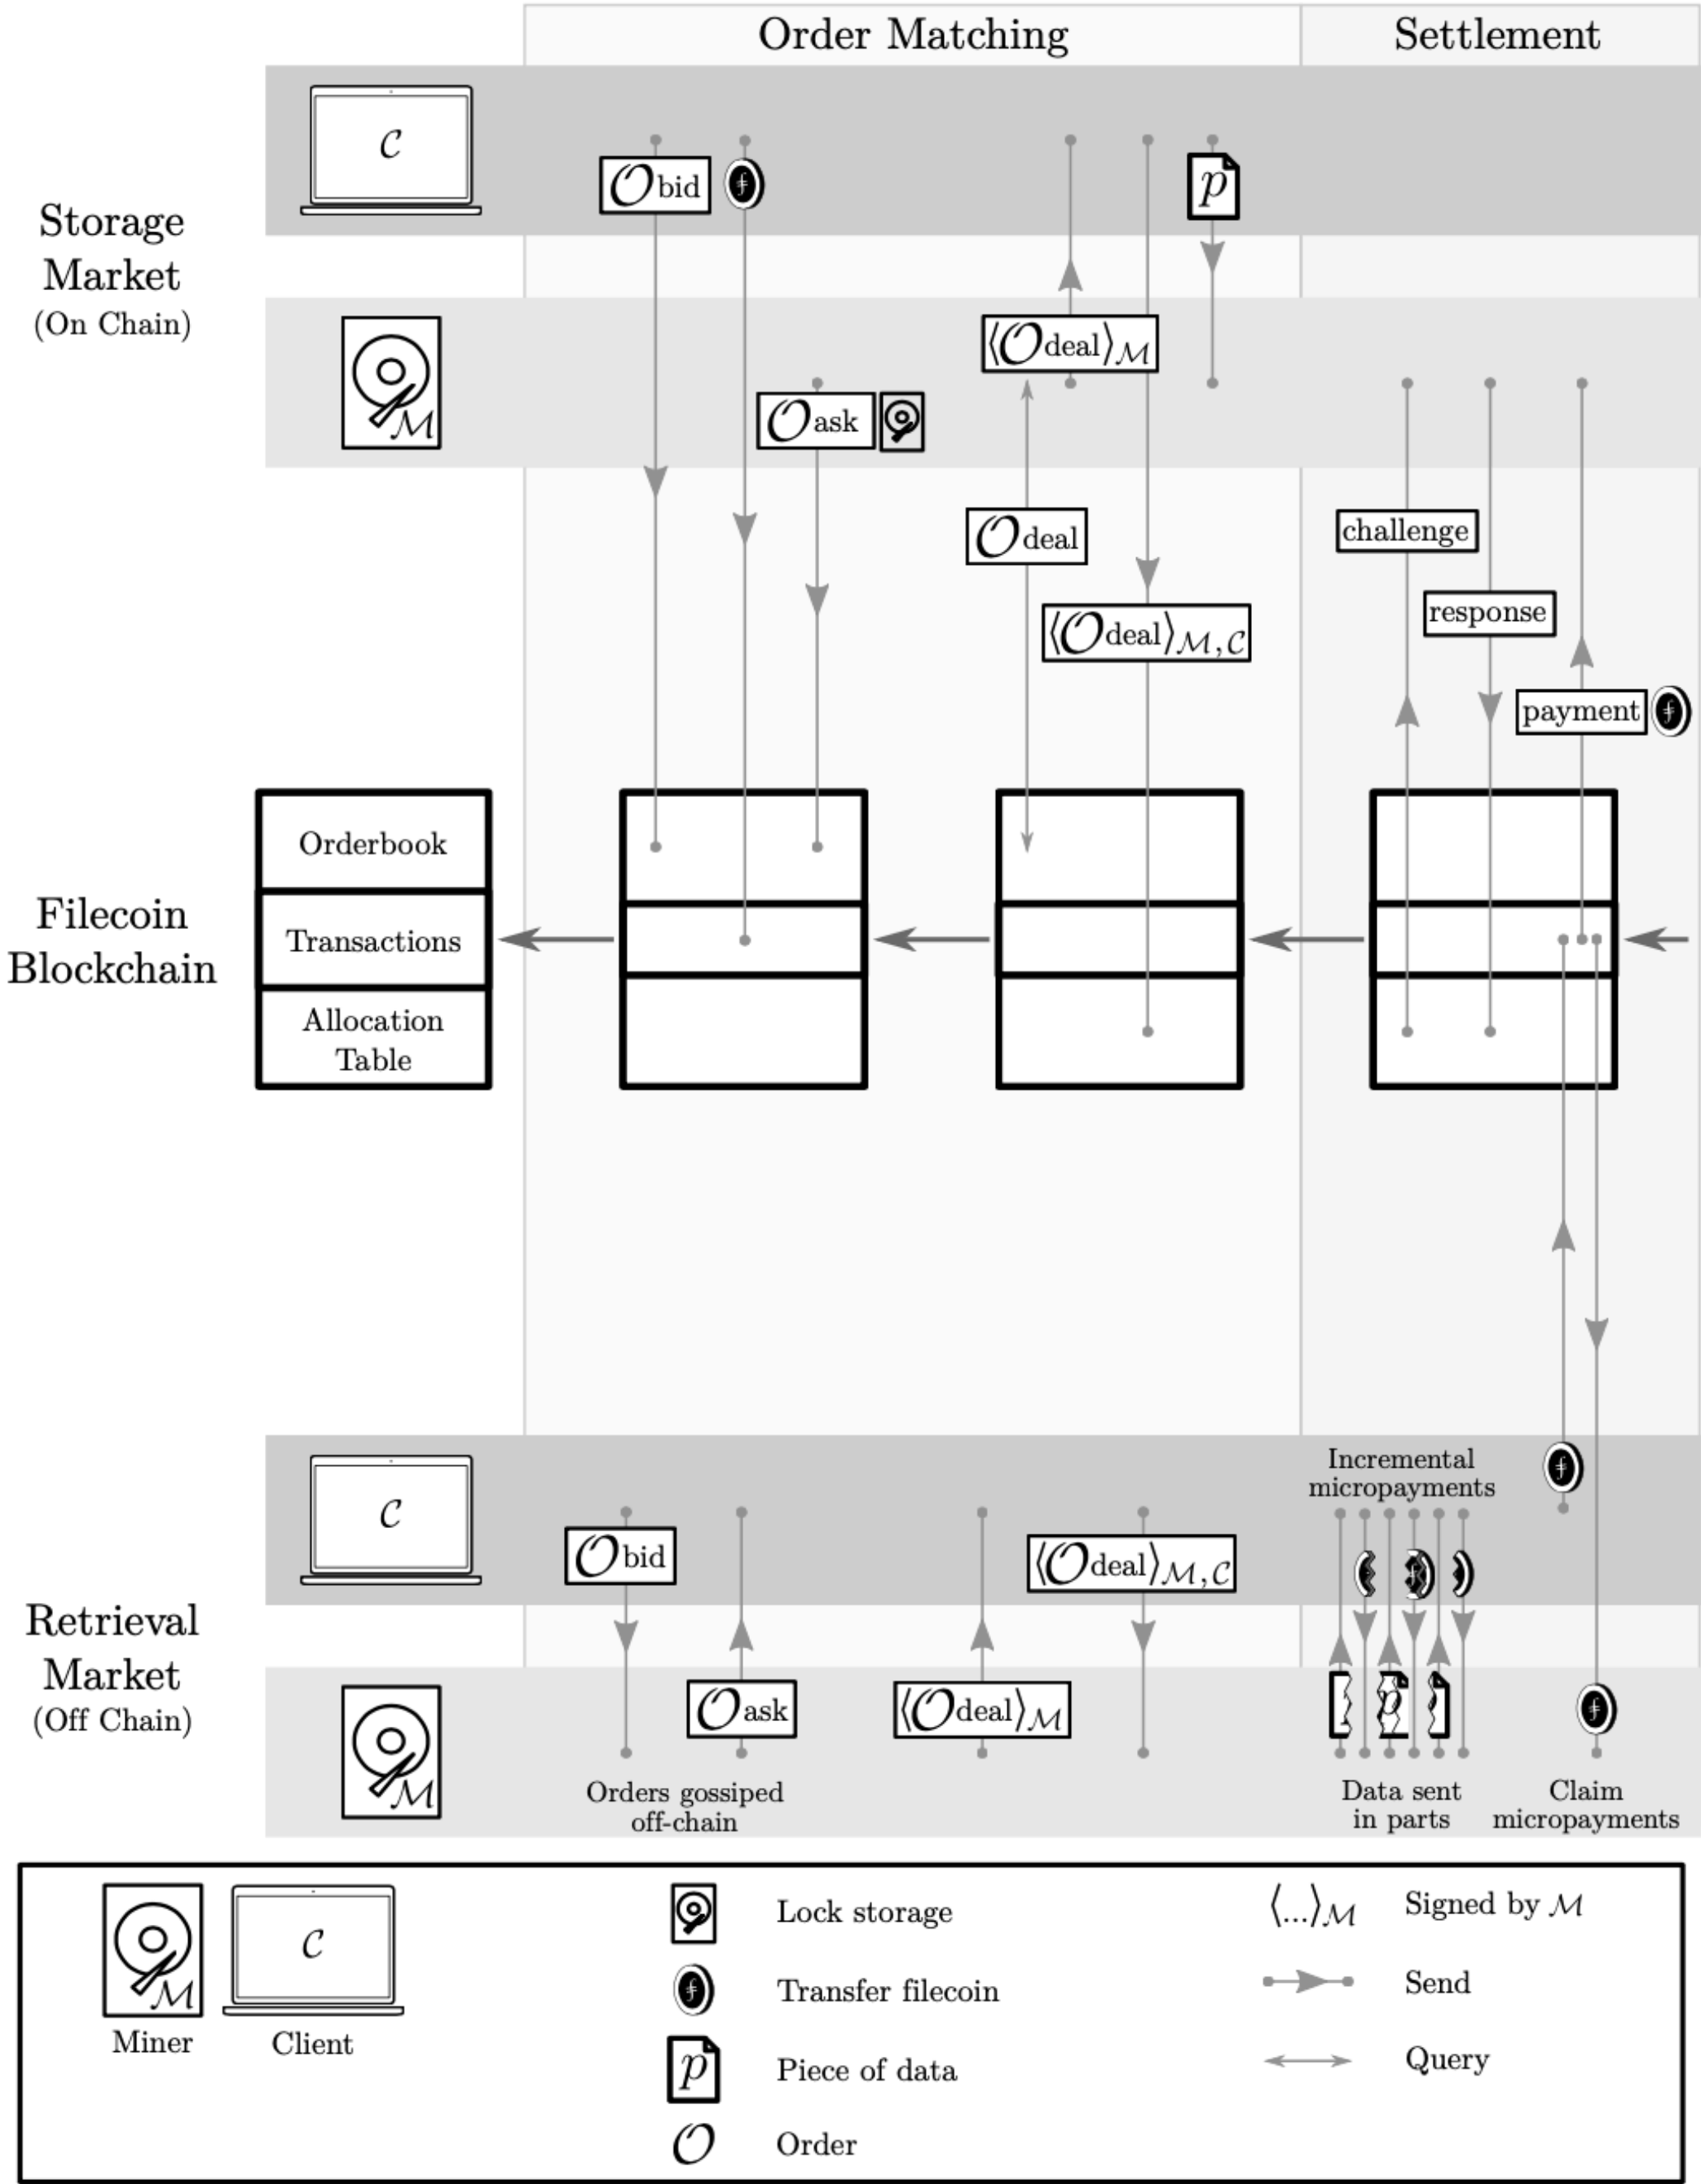 Order Matching
Settlement
C
Storage
Market
(On Chain)
O bid
p
M
⟨O deal⟩M
O ask
O deal
challenge
response
⟨O deal⟩M,C
payment
Filecoin
Blockchain
Orderbook
Transactions
Allocation
Table
Retrieval
Market
(Off Chain)
C
Incremental
micropayments
O bid
⟨O deal⟩M,C
M
O ask
⟨O deal⟩M
p
Orders gossiped
off-chain
Data sent
in parts
Claim
micropayments
M
Miner
C
Client
Lock storage
Transfer filecoin
p
Piece of data
O
Order
⟨...⟩M
Signed by M
Send
Query